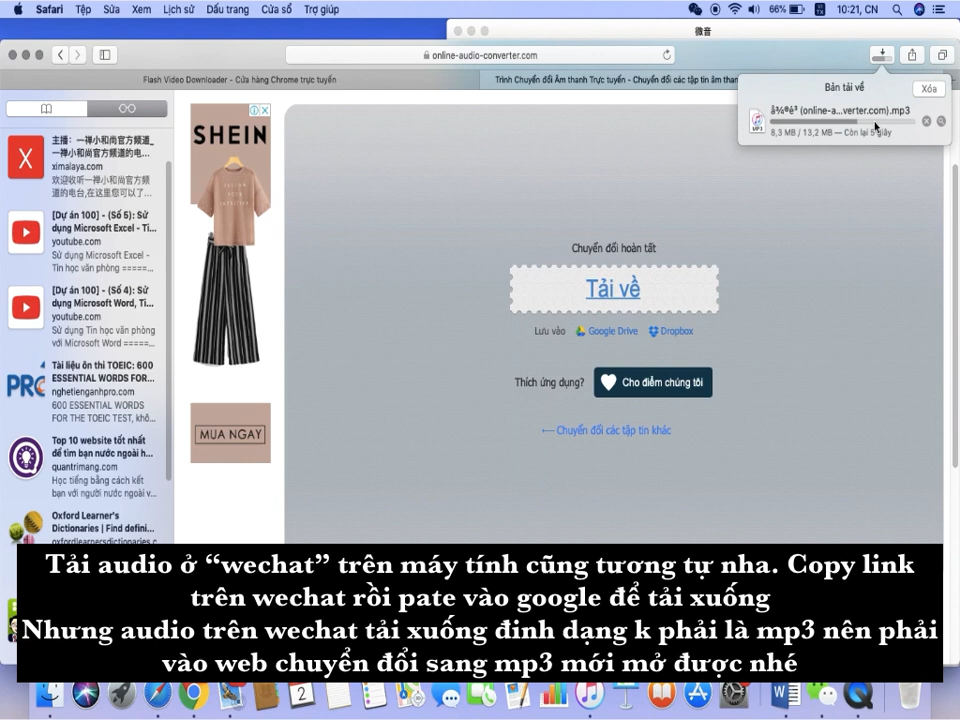 Safari Tệp Sửa Xem Lịch sử Dấu trang Cửa sổ Trợ giúp 66% 10:21, CN
微音
online-audio-converter.com
Flash Video Downloader - Cửa hàng Chrome trực tuyến
Trình Chuyển đổi Âm thanh Trực tuyến - Chuyển đổi các tập tin âm than
Bản tải về
Xóa
(online-a...verter.com).mp3
8,3 MB / 13,2 MB — Còn lại 5 giây
主播：一禅小和尚官方频道_
一禅小和尚官方频道的电...
ximalaya.com
欢迎收听一禅小和尚官方频
道的电台,在这里您可以了...
[Dự án 100] - (Số 5): Sử
dụng Microsoft Excel - Ti...
youtube.com
Sử dụng Microsoft Excel -
Tin học văn phòng =====...
[Dự án 100] - (Số 4): Sử
dụng Microsoft Word, Ti...
youtube.com
Sử dụng Tin học văn phòng
với Microsoft Word =====...
Tài liệu ôn thi TOEIC: 600
ESSENTIAL WORDS FOR...
nghetienganhpro.com
600 ESSENTIAL WORDS
FOR THE TOEIC TEST, khô...
Top 10 website tốt nhất
để tìm bạn nước ngoài h...
quantrimang.com
Học tiếng bằng cách kết
bạn với người nước ngoài v...
Oxford Learner's
Dictionaries | Find defini...
oxfordlearnersdictionaries.c
SHEIN
MUA NGAY
Chuyển đổi hoàn tất
Tải về
Lưu vào Google Drive Dropbox
Thích ứng dụng? Cho điểm chúng tôi
← Chuyển đổi các tập tin khác
Tải audio ở “wechat” trên máy tính cũng tương tự nha. Copy link
trên wechat rồi pate vào google để tải xuống
Nhưng audio trên wechat tải xuống đinh dạng k phải là mp3 nên phải
vào web chuyển đổi sang mp3 mới mở được nhé
2